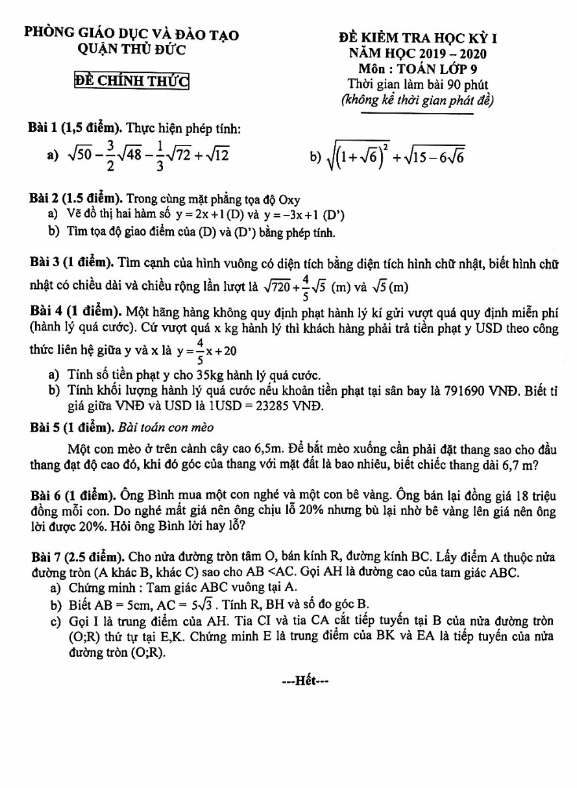 PHÒNG GIÁO DỤC VÀ ĐÀO TẠO
QUẬN THỦ ĐỨC
ĐỀ CHÍNH THỨC
ĐỀ KIỂM TRA HỌC KỲ I
NĂM HỌC 2019 – 2020
Môn : TOÁN LỚP 9
Thời gian làm bài 90 phút
(không kể thời gian phát đề)
Bài 1 (1,5 điểm). Thực hiện phép tính:
a) √50 − 3/2 √48 − 1/3 √72 + √12 b) √((1+√6)²) + √(15−6√6)
Bài 2 (1.5 điểm). Trong cùng mặt phẳng tọa độ Oxy
a) Vẽ đồ thị hai hàm số y = 2x +1 (D) và y = −3x +1 (D’)
b) Tìm tọa độ giao điểm của (D) và (D’) bằng phép tính.
Bài 3 (1 điểm). Tìm cạnh của hình vuông có diện tích bằng diện tích hình chữ nhật, biết hình chữ
nhật có chiều dài và chiều rộng lần lượt là √720 + 4/5 √5 (m) và √5 (m)
Bài 4 (1 điểm). Một hãng hàng không quy định phạt hành lý kí gửi vượt quá quy định miễn phí
(hành lý quá cước). Cứ vượt quá x kg hành lý thì khách hàng phải trả tiền phạt y USD theo công
thức liên hệ giữa y và x là y = 4/5 x + 20
a) Tính số tiền phạt y cho 35kg hành lý quá cước.
b) Tính khối lượng hành lý quá cước nếu khoản tiền phạt tại sân bay là 791690 VNĐ. Biết tỉ
giá giữa VNĐ và USD là 1USD = 23285 VNĐ.
Bài 5 (1 điểm). Bài toán con mèo
Một con mèo ở trên cành cây cao 6,5m. Để bắt mèo xuống cần phải đặt thang sao cho đầu
thang đạt độ cao đó, khi đó góc của thang với mặt đất là bao nhiêu, biết chiếc thang dài 6,7 m?
Bài 6 (1 điểm). Ông Bình mua một con nghé và một con bê vàng. Ông bán lại đồng giá 18 triệu
đồng mỗi con. Do nghé mất giá nên ông chịu lỗ 20% nhưng bù lại nhờ bê vàng lên giá nên ông
lời được 20%. Hỏi ông Bình lời hay lỗ?
Bài 7 (2.5 điểm). Cho nửa đường tròn tâm O, bán kính R, đường kính BC. Lấy điểm A thuộc nửa
đường tròn (A khác B, khác C) sao cho AB <AC. Gọi AH là đường cao của tam giác ABC.
a) Chứng minh : Tam giác ABC vuông tại A.
b) Biết AB = 5cm, AC = 5√3 . Tính R, BH và số đo góc B.
c) Gọi I là trung điểm của AH. Tia CI và tia CA cắt tiếp tuyến tại B của nửa đường tròn
(O;R) thứ tự tại E,K. Chứng minh E là trung điểm của BK và EA là tiếp tuyến của nửa
đường tròn (O;R).
---Hết---